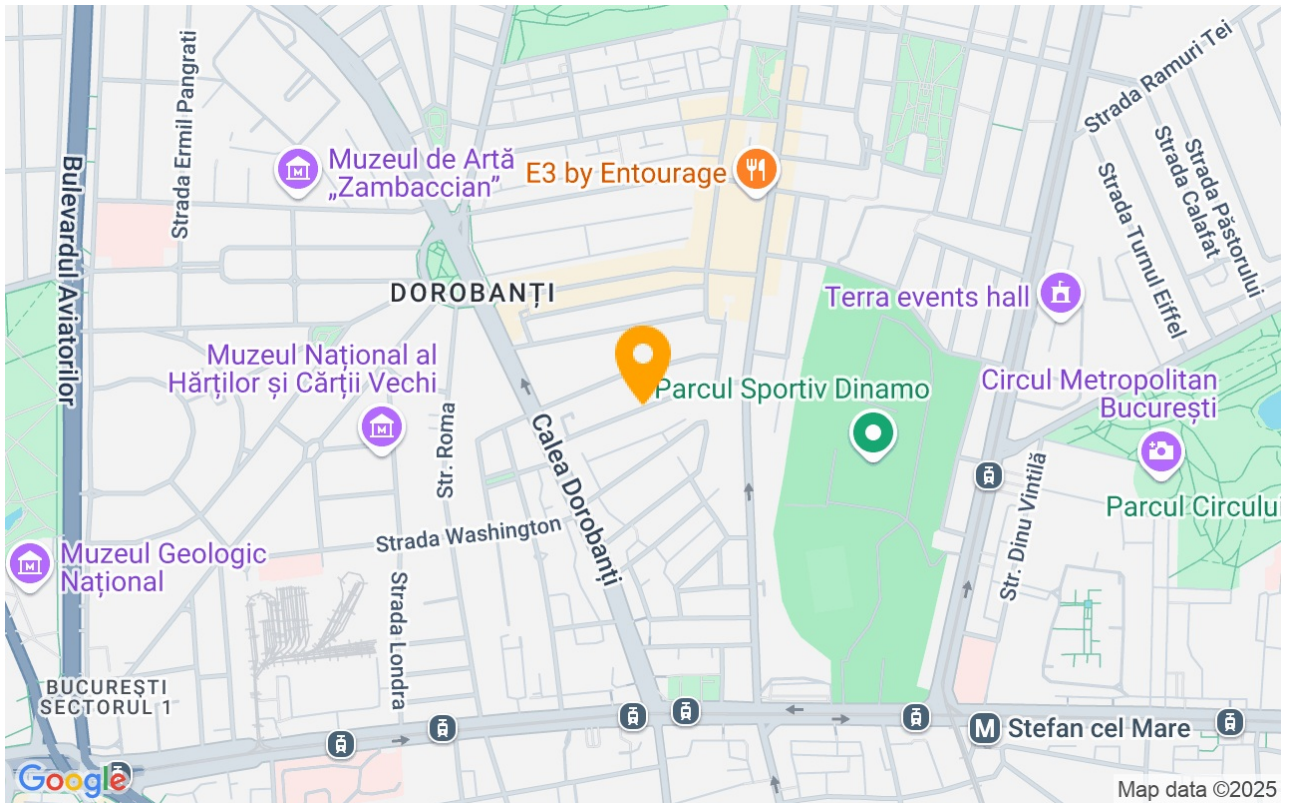 Strada Ermil Pangrati
Strada Ramuri Tei
Muzeul de Artă
„Zambaccian”
E3 by Entourage
Strada Păstorului
Strada Calafat
Strada Turnul Eiffel
Bulevardul Aviatorilor
DOROBANȚI
Terra events hall
Muzeul Național al
Hărților și Cărții Vechi
Parcul Sportiv Dinamo
Circul Metropolitan
București
Str. Roma
Calea Dorobanți
Str. Dinu Vintilă
Parcul Circului
Strada Washington
Muzeul Geologic
Național
Strada Londra
BUCUREȘTI
SECTORUL 1
M Stefan cel Mare
Google
Map data ©2025